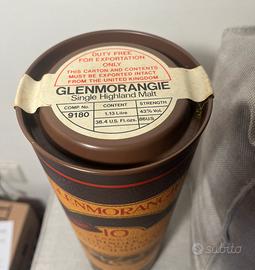 DUTY FREE
FOR EXPORTATION
ONLY
THIS CARTON AND CONTENTS
MUST BE EXPORTED INTACT
FROM THE UNITED KINGDOM
GLENMORANGIE
Single Highland Malt
COMP. No. CONTENT STRENGTH
9180 1.13 Litre 43% Vol.
38.4 U.S. Fl.ozs.
GLENMORANGIE
10
subito